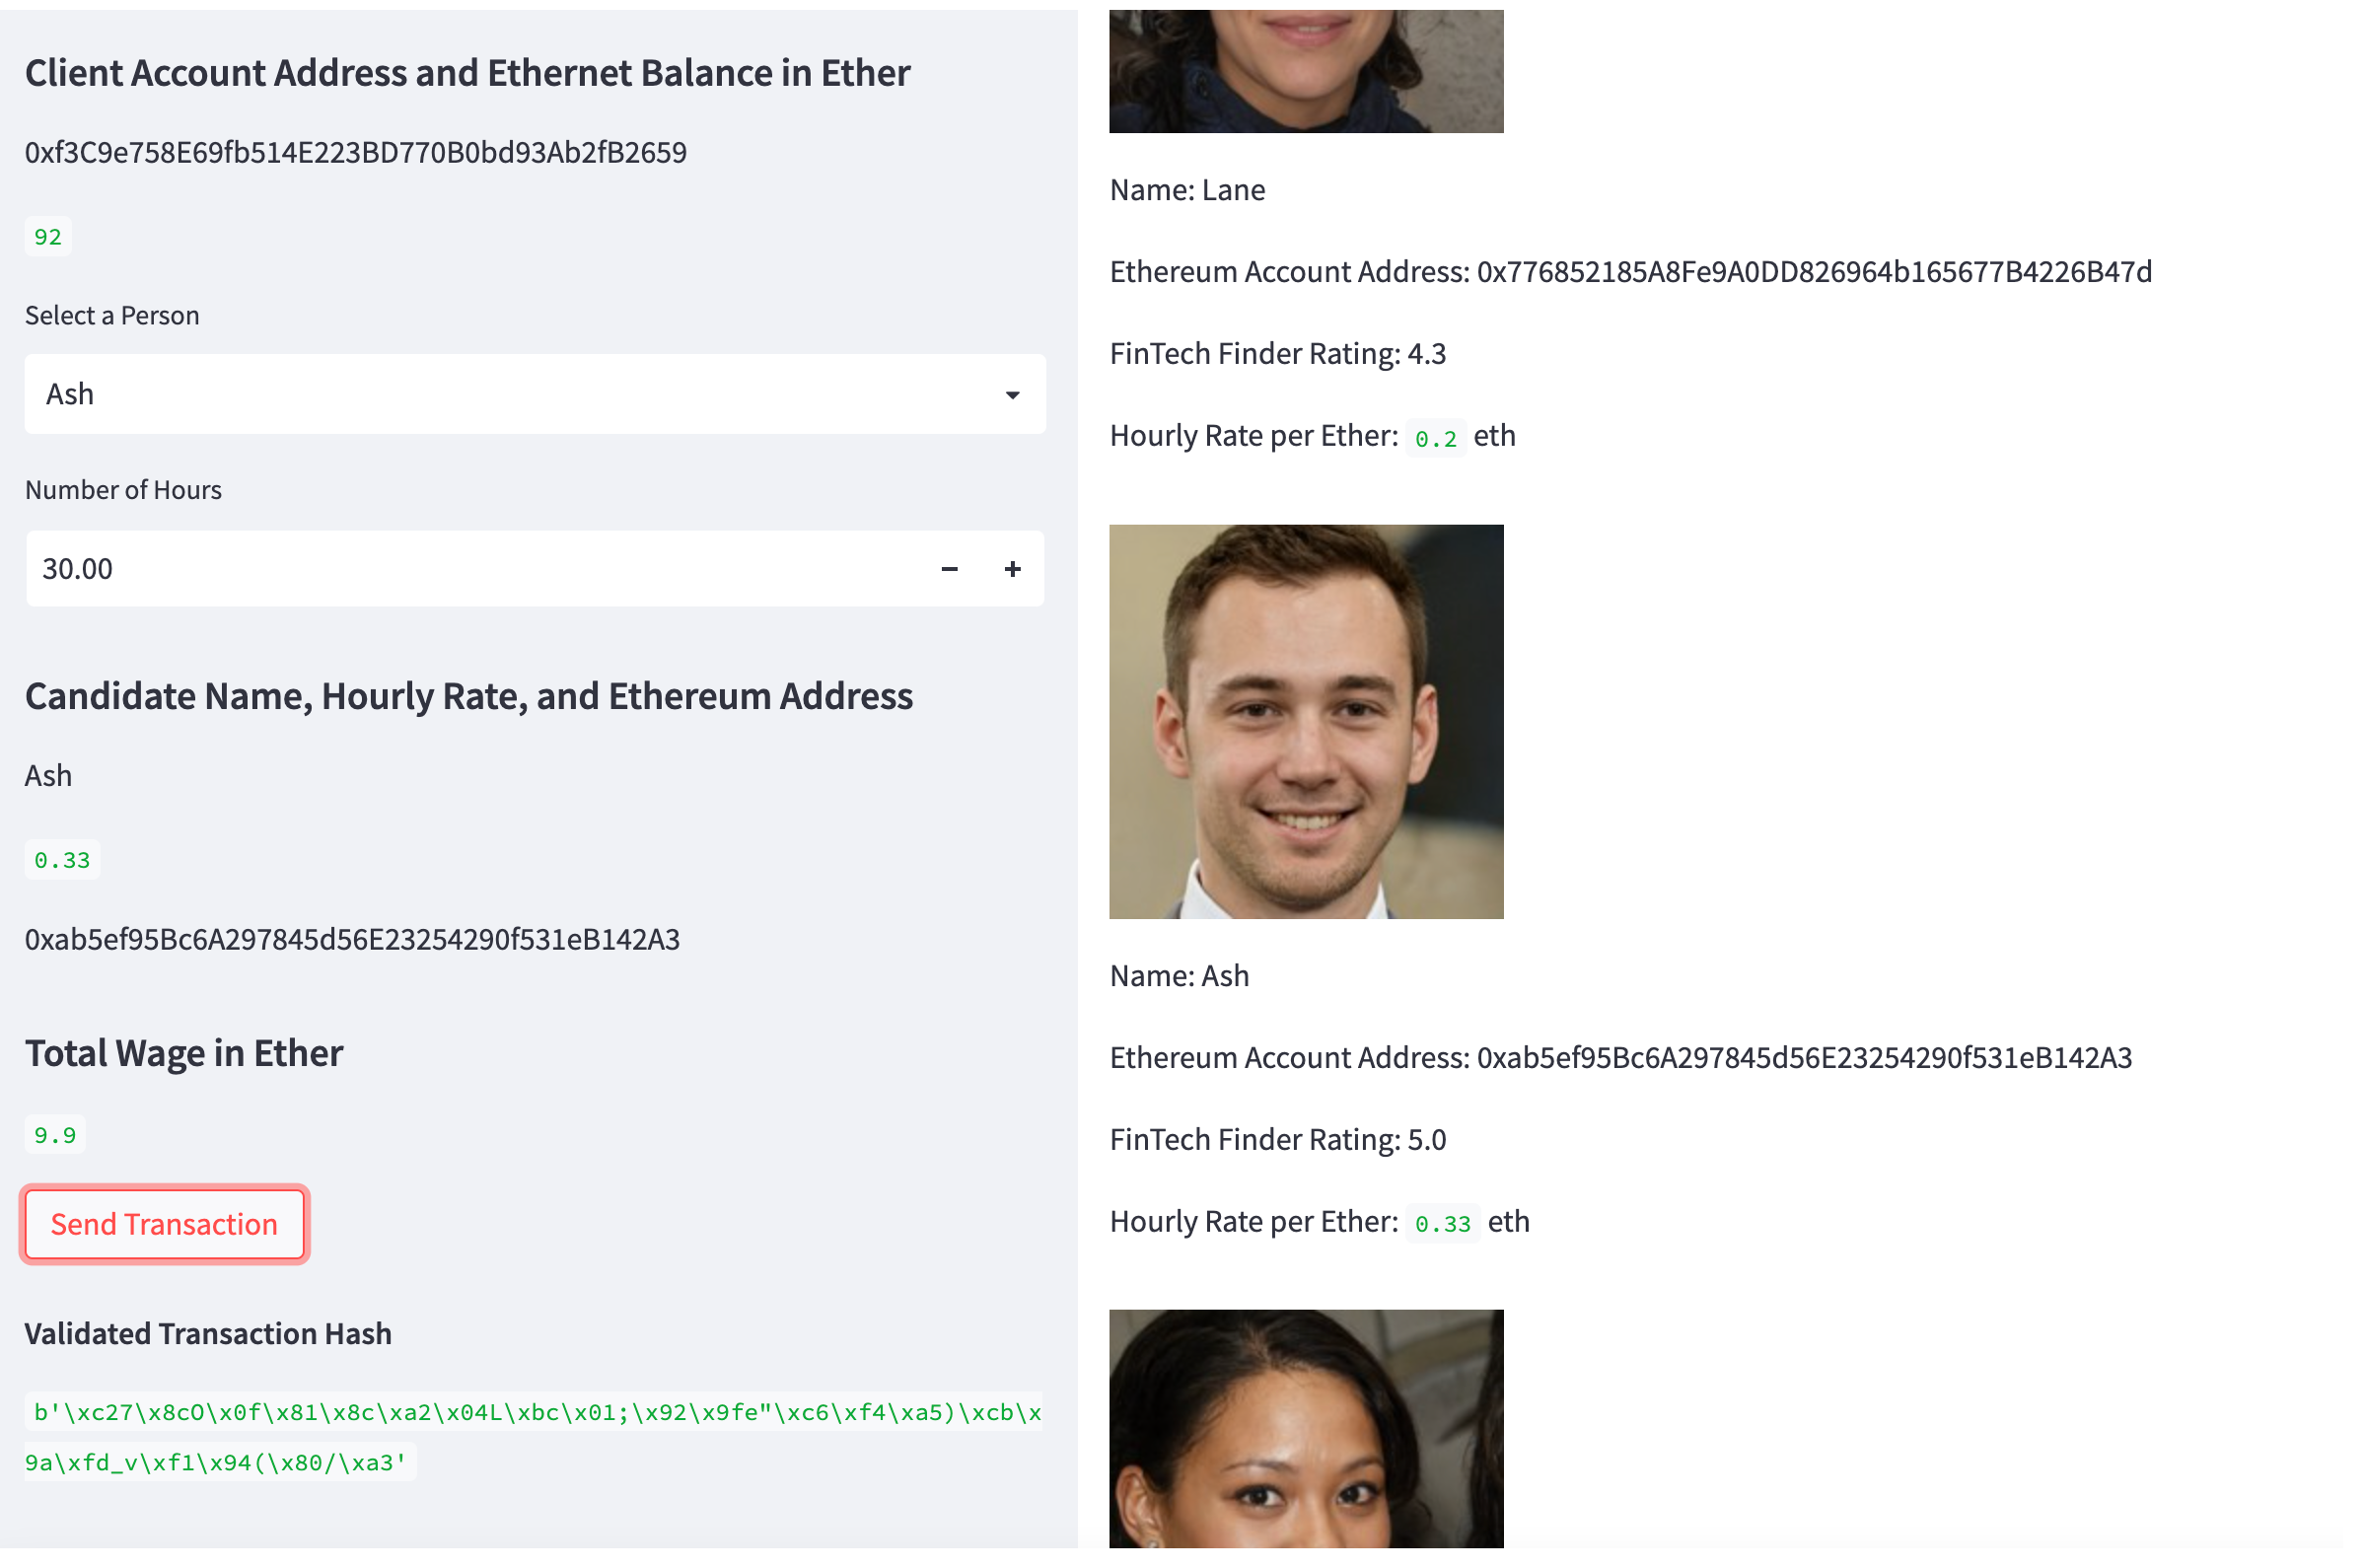 Client Account Address and Ethernet Balance in Ether
0xf3C9e758E69fb514E223BD770B0bd93Ab2fB2659
92
Select a Person
Ash
Number of Hours
30.00
Candidate Name, Hourly Rate, and Ethereum Address
Ash
0.33
0xab5ef95Bc6A297845d56E23254290f531eB142A3
Total Wage in Ether
9.9
Send Transaction
Validated Transaction Hash
b'\xc27\x8cO\x0f\x81\x8c\xa2\x04L\xbc\x01;\x92\x9fe"\xc6\xf4\xa5)\xcb\x
9a\xfd_v\xf1\x94(\x80/\xa3'
Name: Lane
Ethereum Account Address: 0x776852185A8Fe9A0DD826964b165677B4226B47d
FinTech Finder Rating: 4.3
Hourly Rate per Ether: 0.2 eth
Name: Ash
Ethereum Account Address: 0xab5ef95Bc6A297845d56E23254290f531eB142A3
FinTech Finder Rating: 5.0
Hourly Rate per Ether: 0.33 eth